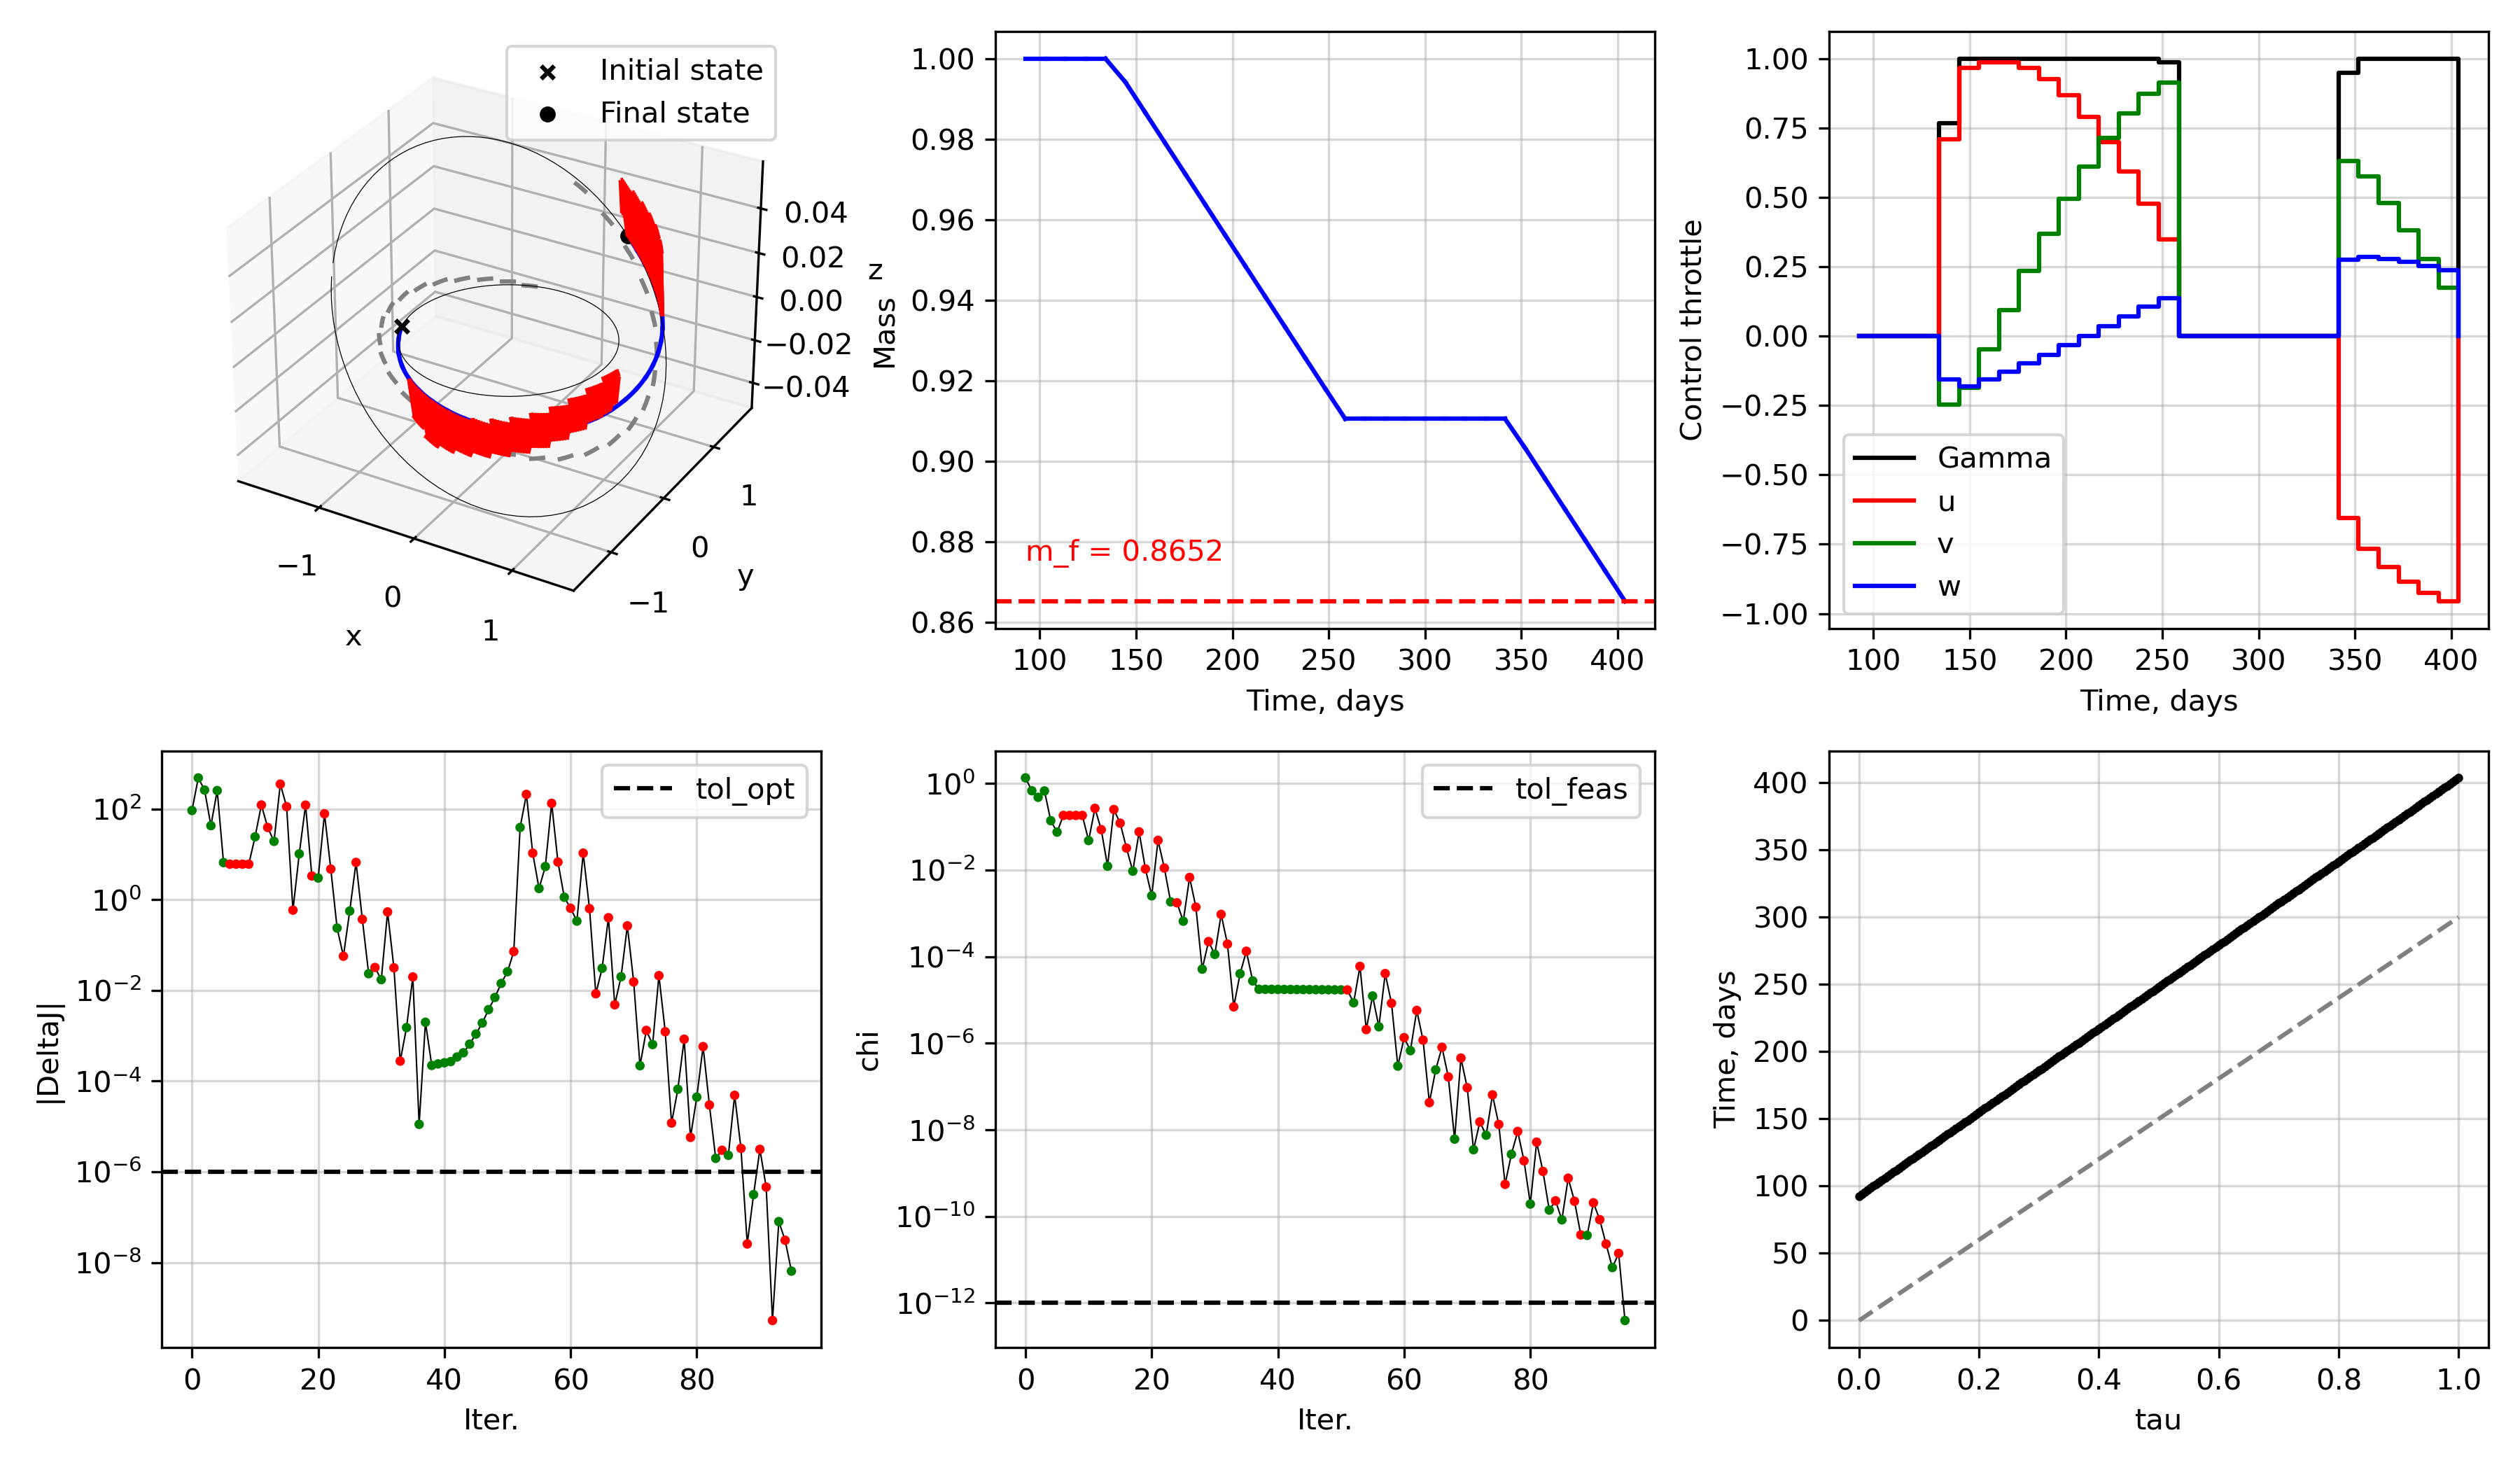 Initial state
Final state
0.04
0.02
0.00
−0.02
−0.04
z
1
0
−1
y
−1
0
1
x
1.00
0.98
0.96
0.94
0.92
0.90
0.88
0.86
Mass
m_f = 0.8652
100 150 200 250 300 350 400
Time, days
1.00
0.75
0.50
0.25
0.00
−0.25
−0.50
−0.75
−1.00
Control throttle
Gamma
u
v
w
100 150 200 250 300 350 400
Time, days
10^2
10^0
10^−2
10^−4
10^−6
10^−8
|DeltaJ|
tol_opt
0 20 40 60 80
Iter.
10^0
10^−2
10^−4
10^−6
10^−8
10^−10
10^−12
chi
tol_feas
0 20 40 60 80
Iter.
400
350
300
250
200
150
100
50
0
Time, days
0.0 0.2 0.4 0.6 0.8 1.0
tau